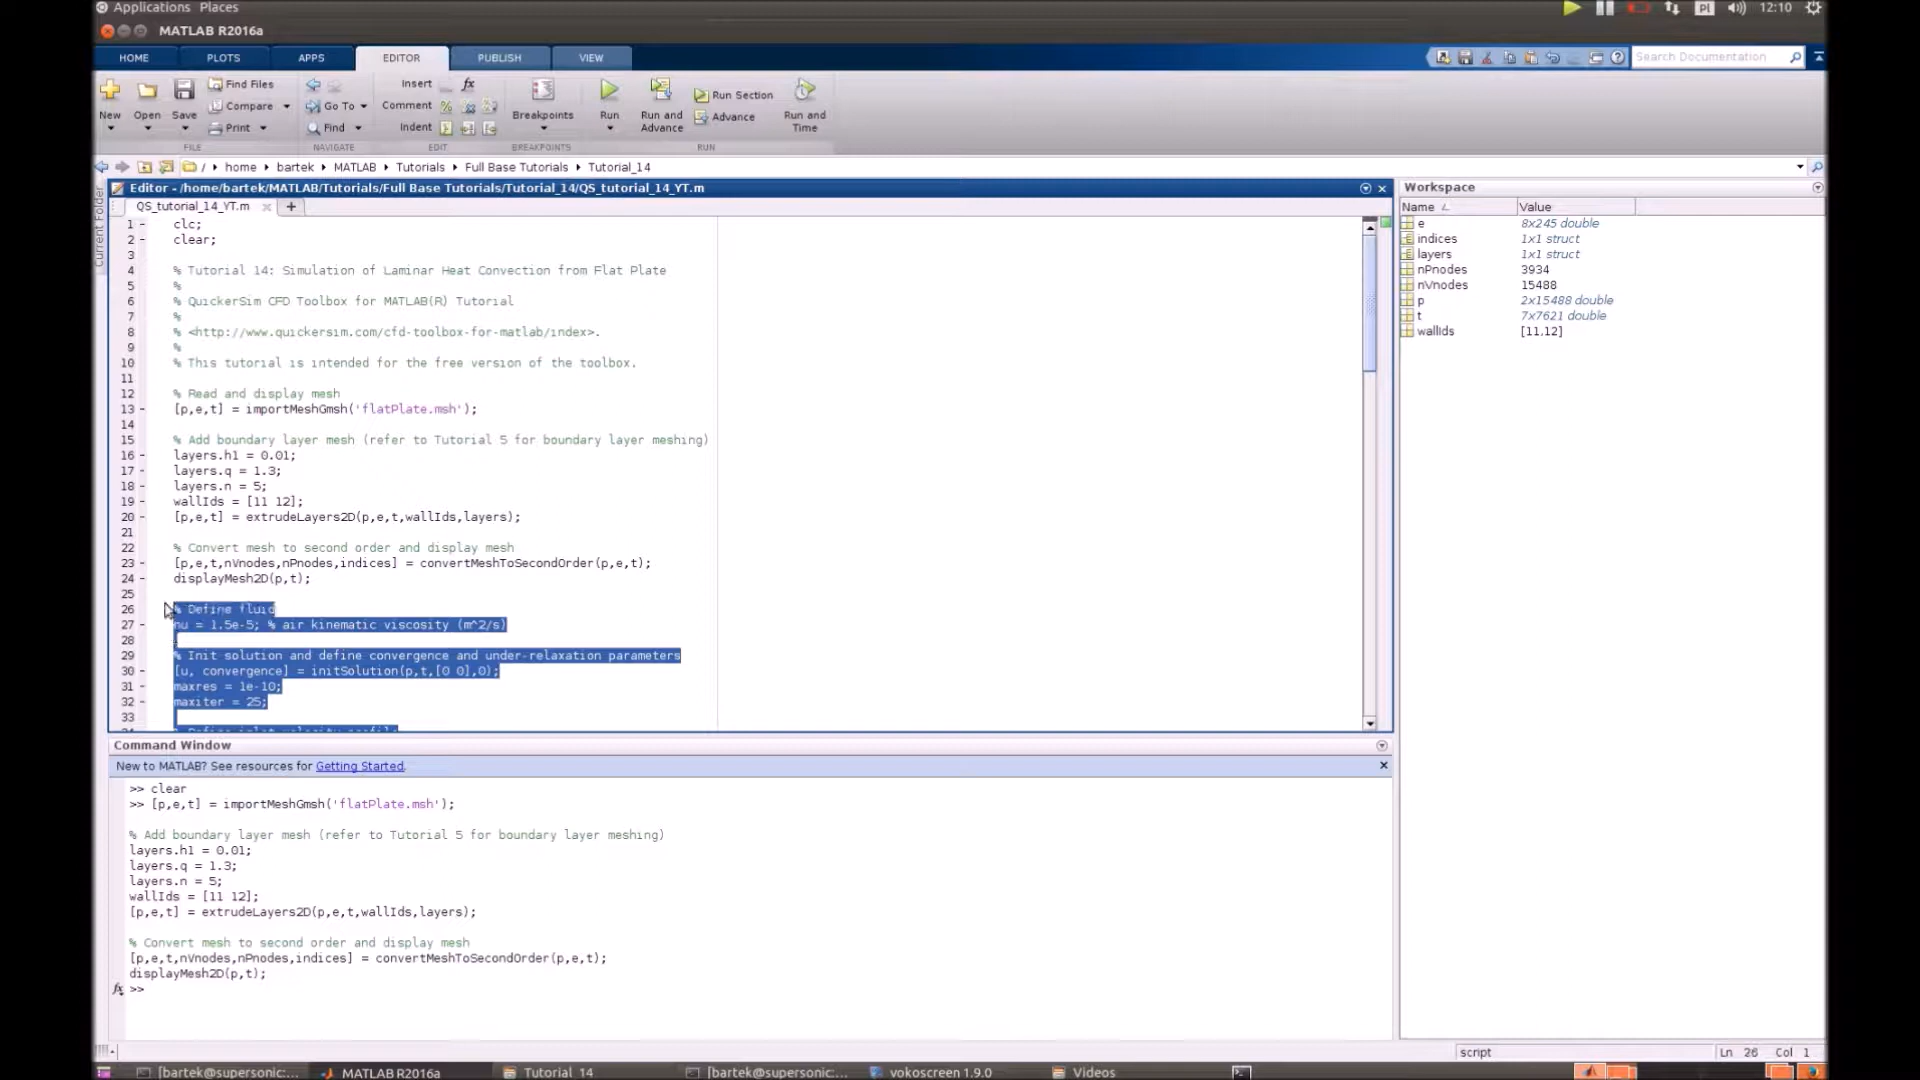 Applications Places
Pl 12:10
MATLAB R2016a
HOME PLOTS APPS EDITOR PUBLISH VIEW
Search Documentation
New Open Save
Find Files
Compare
Print
Go To
Find
Insert fx
Comment
Indent
Breakpoints
Run
Run and Advance
Run Section
Advance
Run and Time
FILE NAVIGATE EDIT BREAKPOINTS RUN
/ home bartek MATLAB Tutorials Full Base Tutorials Tutorial_14
Current Folder
Editor - /home/bartek/MATLAB/Tutorials/Full Base Tutorials/Tutorial_14/QS_tutorial_14_YT.m
QS_tutorial_14_YT.m
1 clc;
2 clear;
3
4 % Tutorial 14: Simulation of Laminar Heat Convection from Flat Plate
5 %
6 % QuickerSim CFD Toolbox for MATLAB(R) Tutorial
7 %
8 % <http://www.quickersim.com/cfd-toolbox-for-matlab/index>.
9 %
10 % This tutorial is intended for the free version of the toolbox.
11
12 % Read and display mesh
13 [p,e,t] = importMeshGmsh('flatPlate.msh');
14
15 % Add boundary layer mesh (refer to Tutorial 5 for boundary layer meshing)
16 layers.h1 = 0.01;
17 layers.q = 1.3;
18 layers.n = 5;
19 wallIds = [11 12];
20 [p,e,t] = extrudeLayers2D(p,e,t,wallIds,layers);
21
22 % Convert mesh to second order and display mesh
23 [p,e,t,nVnodes,nPnodes,indices] = convertMeshToSecondOrder(p,e,t);
24 displayMesh2D(p,t);
25
26 % Define fluid
27 nu = 1.5e-5; % air kinematic viscosity (m^2/s)
28
29 % Init solution and define convergence and under-relaxation parameters
30 [u, convergence] = initSolution(p,t,[0 0],0);
31 maxres = 1e-10;
32 maxiter = 25;
33
Workspace
Name Value
e 8x245 double
indices 1x1 struct
layers 1x1 struct
nPnodes 3934
nVnodes 15488
p 2x15488 double
t 7x7621 double
wallIds [11,12]
Command Window
New to MATLAB? See resources for Getting Started.
>> clear
>> [p,e,t] = importMeshGmsh('flatPlate.msh');
% Add boundary layer mesh (refer to Tutorial 5 for boundary layer meshing)
layers.h1 = 0.01;
layers.q = 1.3;
layers.n = 5;
wallIds = [11 12];
[p,e,t] = extrudeLayers2D(p,e,t,wallIds,layers);
% Convert mesh to second order and display mesh
[p,e,t,nVnodes,nPnodes,indices] = convertMeshToSecondOrder(p,e,t);
displayMesh2D(p,t);
fx >>
script Ln 26 Col 1
[bartek@supersonic:... MATLAB R2016a Tutorial 14 [bartek@supersonic:... vokoscreen 1.9.0 Videos